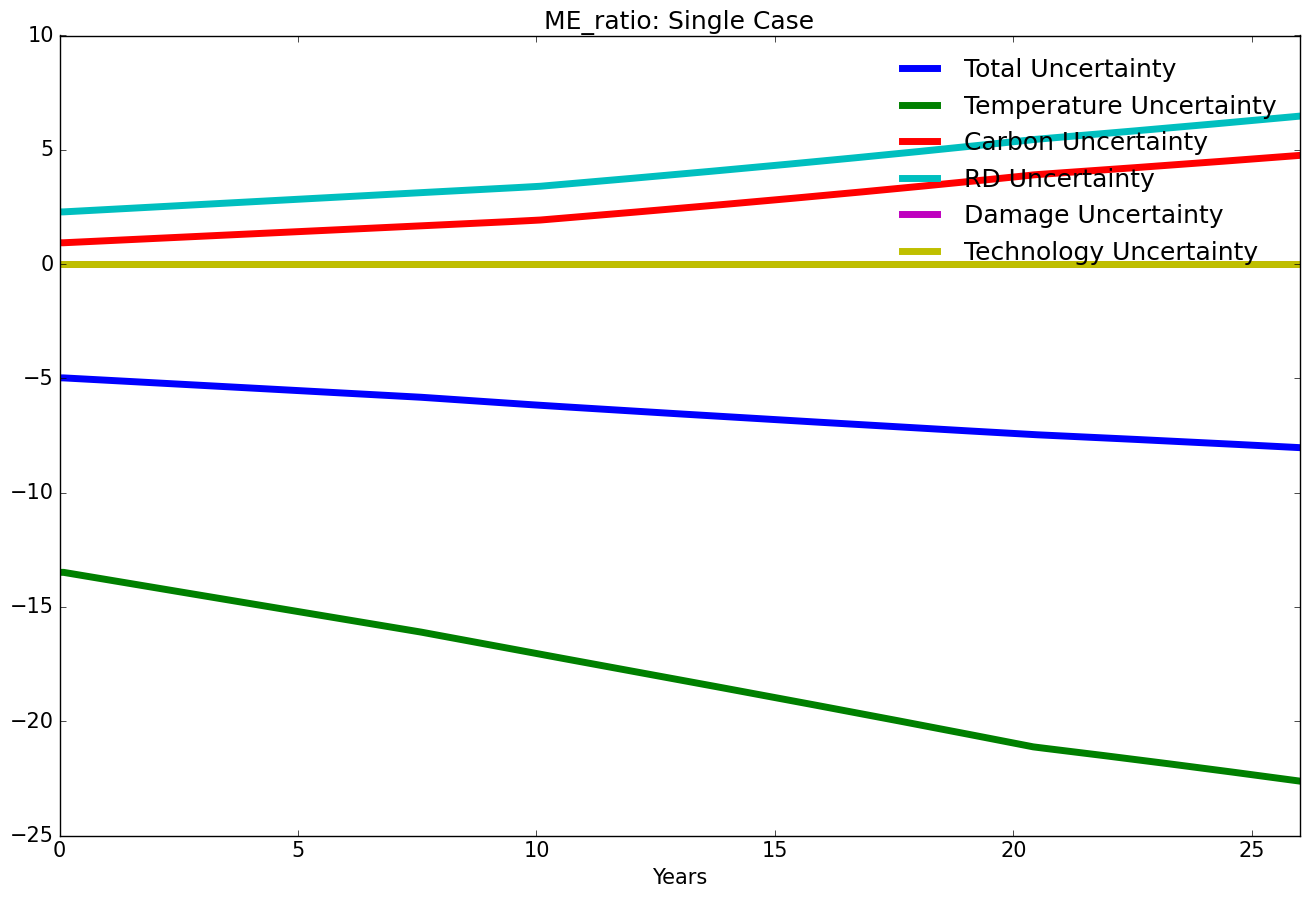 ME_ratio: Single Case
10
5
0
−5
−10
−15
−20
−25
Total Uncertainty
Temperature Uncertainty
Carbon Uncertainty
RD Uncertainty
Damage Uncertainty
Technology Uncertainty
0 5 10 15 20 25
Years